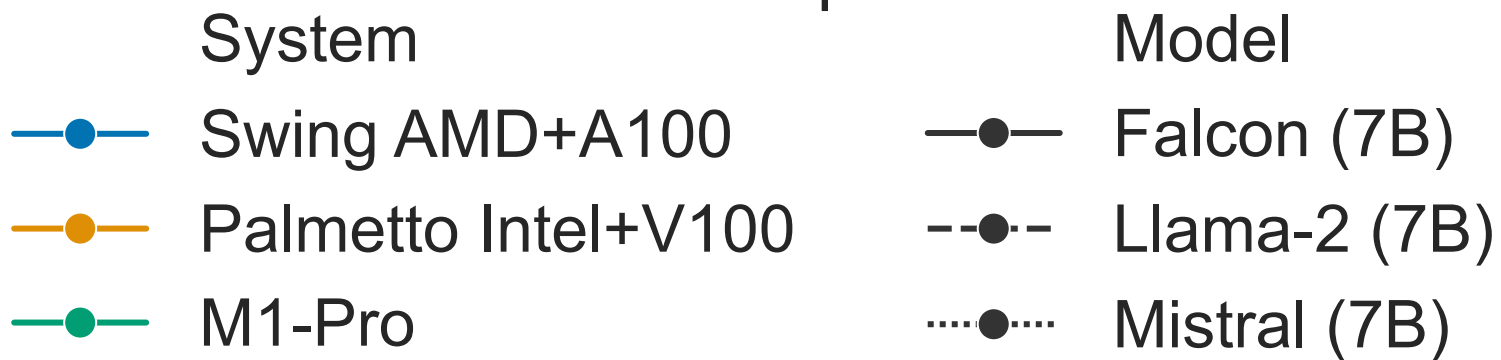 System
Swing AMD+A100
Palmetto Intel+V100
M1-Pro
Model
Falcon (7B)
Llama-2 (7B)
Mistral (7B)